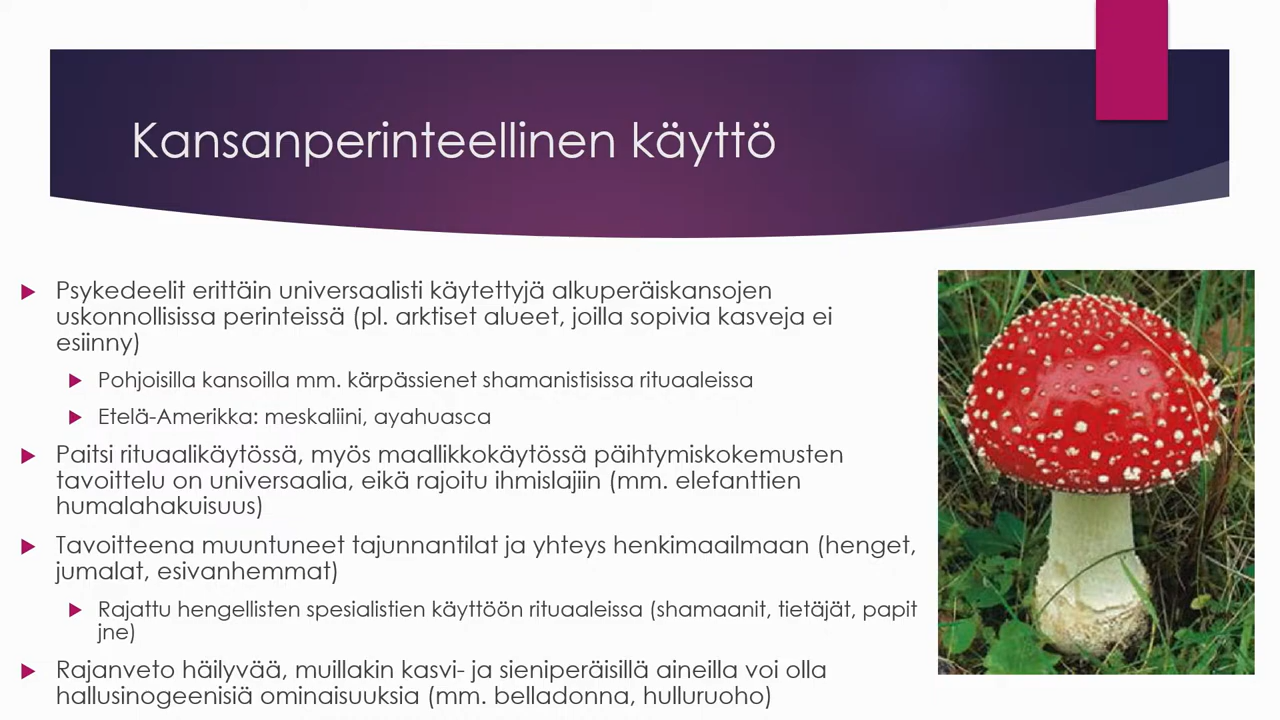 Kansanperinteellinen käyttö
Psykedeelit erittäin universaalisti käytettyjä alkuperäiskansojen
uskonnollisissa perinteissä (pl. arktiset alueet, joilla sopivia kasveja ei
esiinny)
Pohjoisilla kansoilla mm. kärpässienet shamanistisissa rituaaleissa
Etelä-Amerikka: meskaliini, ayahuasca
Paitsi rituaalikäytössä, myös maallikkokäytössä päihtymiskokemusten
tavoittelu on universaalia, eikä rajoitu ihmislajiin (mm. elefanttien
humalahakuisuus)
Tavoitteena muuntuneet tajunnantilat ja yhteys henkimaailmaan (henget,
jumalat, esivanhemmat)
Rajattu hengellisten spesialistien käyttöön rituaaleissa (shamaanit, tietäjät, papit
jne)
Rajanveto häilyvää, muillakin kasvi- ja sieniperäisillä aineilla voi olla
hallusinogeenisiä ominaisuuksia (mm. belladonna, hulluruoho)